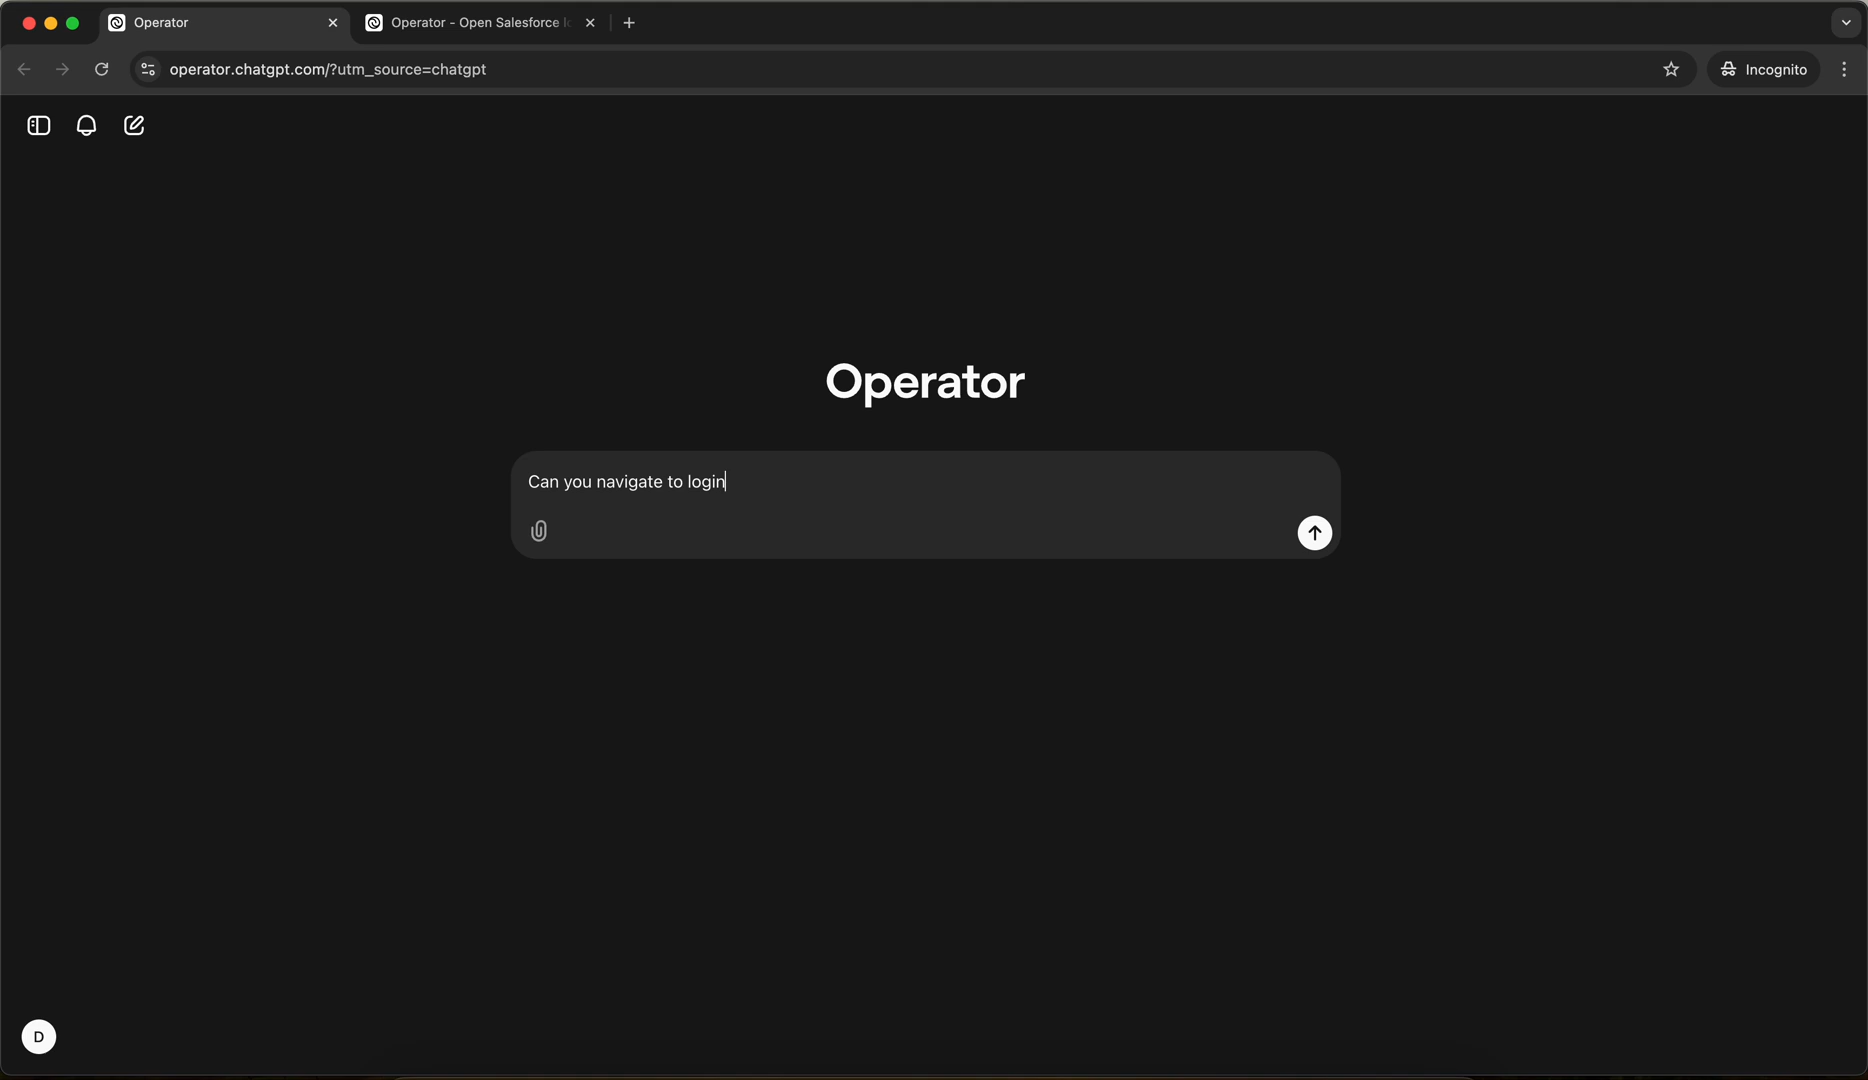 Operator
Operator - Open Salesforce
operator.chatgpt.com/?utm_source=chatgpt
Incognito
Operator
Can you navigate to login
D